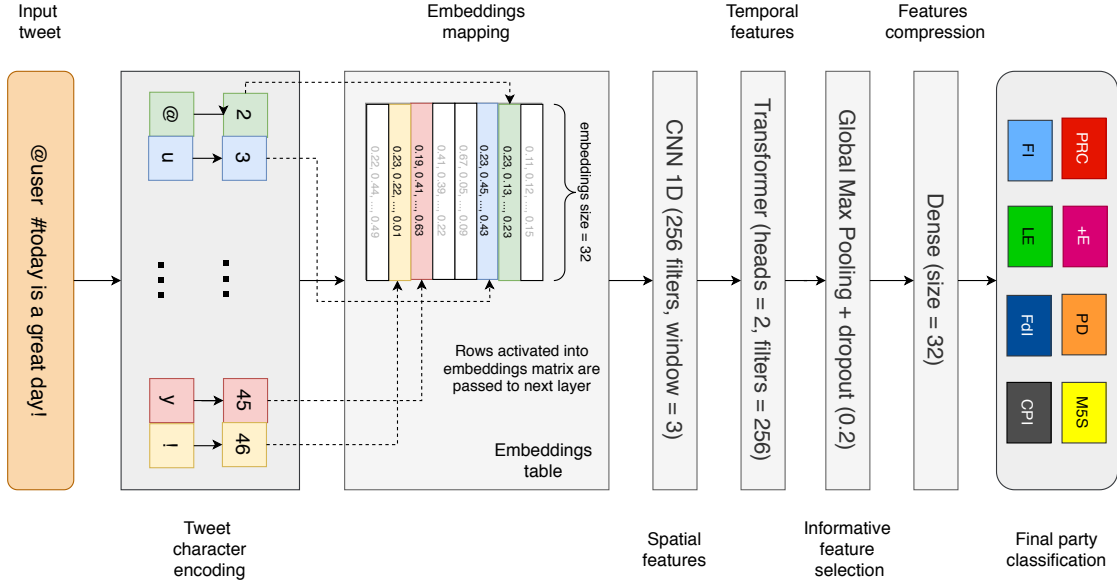 Input
tweet
Embeddings
mapping
Temporal
features
Features
compression
@user #today is a great day!
@
2
u
3
y
45
!
46
0.22, 0.44, ..., 0.49
0.23, 0.22, ..., 0.01
0.19, 0.41, ..., 0.63
0.41, 0.39, ..., 0.22
0.67, 0.05, ..., 0.09
0.23, 0.45, ..., 0.43
0.23, 0.13, ..., 0.23
0.11, 0.12, ..., 0.15
embeddings size = 32
Rows activated into
embeddings matrix are
passed to next layer
Embeddings
table
CNN 1D (256 filters, window = 3)
Transformer (heads = 2, filters = 256)
Global Max Pooling + dropout (0.2)
Dense (size = 32)
FI
PRC
LE
+E
FdI
PD
CPI
M5S
Tweet
character
encoding
Spatial
features
Informative
feature
selection
Final party
classification